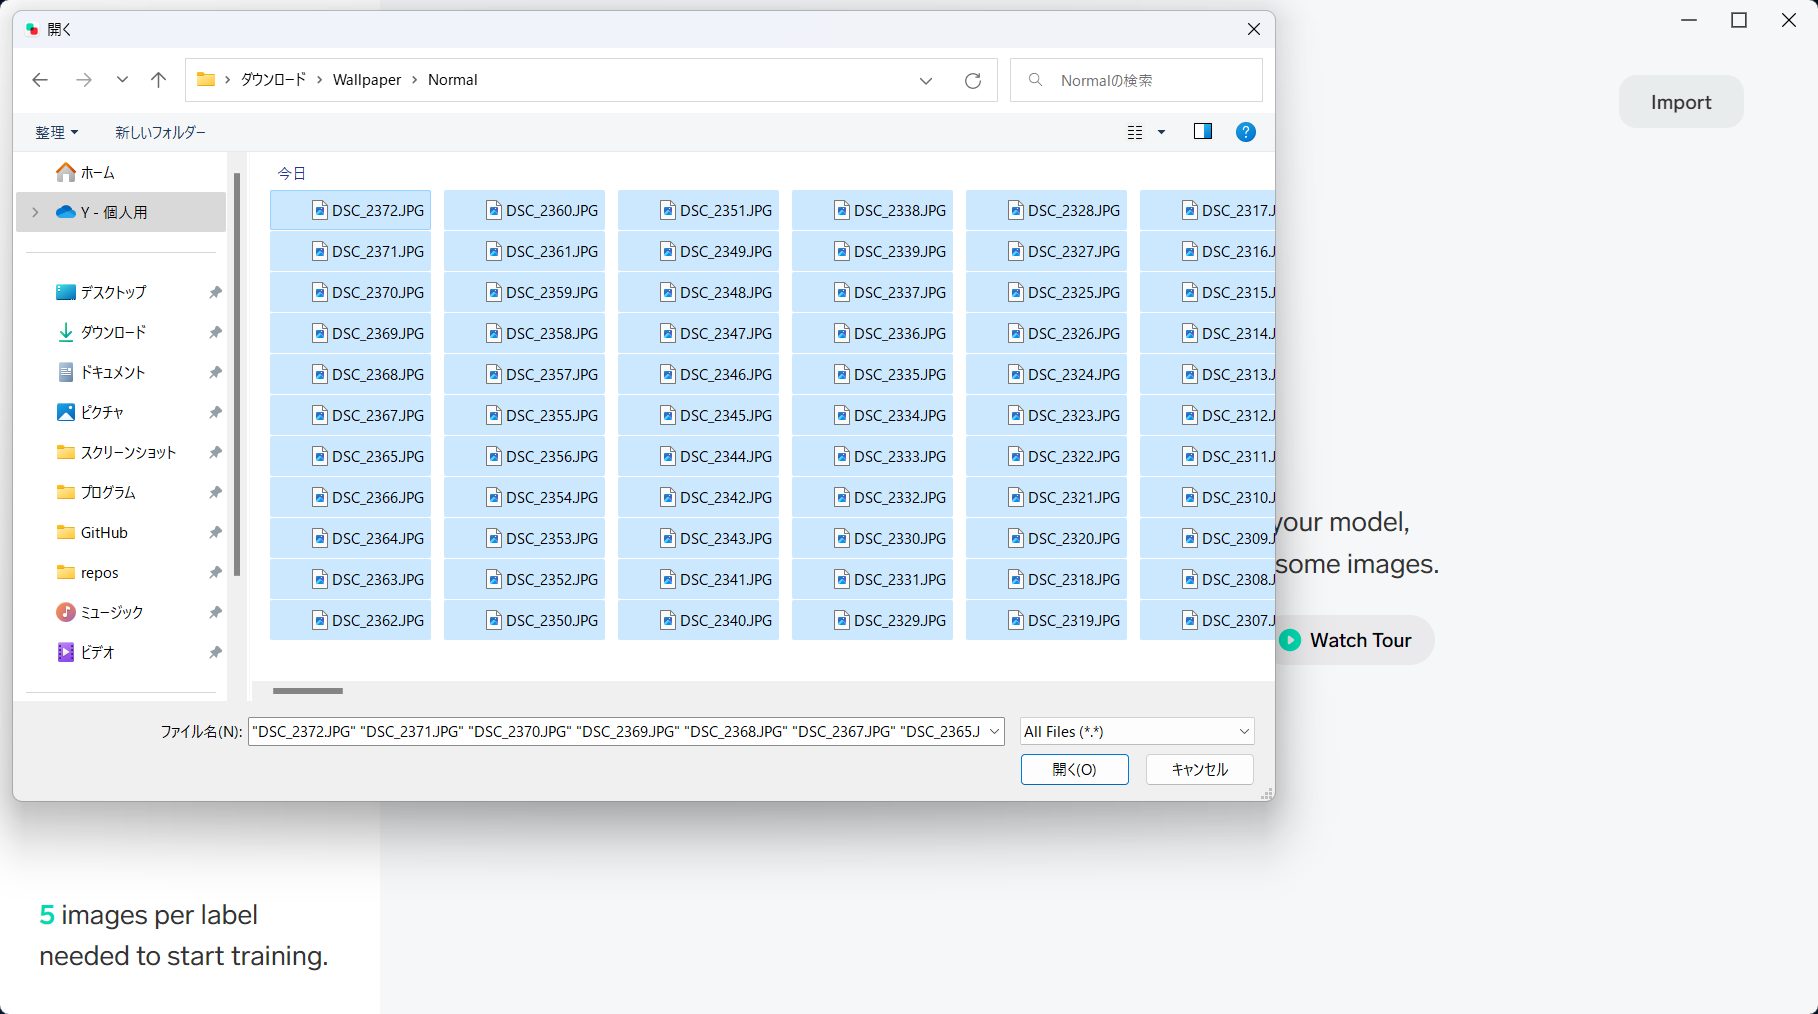 開く
ダウンロード › Wallpaper › Normal
Normalの検索
Import
整理
新しいフォルダー
ホーム
Y - 個人用
デスクトップ
ダウンロード
ドキュメント
ピクチャ
スクリーンショット
プログラム
GitHub
repos
ミュージック
ビデオ
今日
DSC_2372.JPG DSC_2360.JPG DSC_2351.JPG DSC_2338.JPG DSC_2328.JPG DSC_2317.J
DSC_2371.JPG DSC_2361.JPG DSC_2349.JPG DSC_2339.JPG DSC_2327.JPG DSC_2316.J
DSC_2370.JPG DSC_2359.JPG DSC_2348.JPG DSC_2337.JPG DSC_2325.JPG DSC_2315.J
DSC_2369.JPG DSC_2358.JPG DSC_2347.JPG DSC_2336.JPG DSC_2326.JPG DSC_2314.J
DSC_2368.JPG DSC_2357.JPG DSC_2346.JPG DSC_2335.JPG DSC_2324.JPG DSC_2313.J
DSC_2367.JPG DSC_2355.JPG DSC_2345.JPG DSC_2334.JPG DSC_2323.JPG DSC_2312.J
DSC_2365.JPG DSC_2356.JPG DSC_2344.JPG DSC_2333.JPG DSC_2322.JPG DSC_2311.J
DSC_2366.JPG DSC_2354.JPG DSC_2342.JPG DSC_2332.JPG DSC_2321.JPG DSC_2310.J
DSC_2364.JPG DSC_2353.JPG DSC_2343.JPG DSC_2330.JPG DSC_2320.JPG DSC_2309.J
DSC_2363.JPG DSC_2352.JPG DSC_2341.JPG DSC_2331.JPG DSC_2318.JPG DSC_2308.J
DSC_2362.JPG DSC_2350.JPG DSC_2340.JPG DSC_2329.JPG DSC_2319.JPG DSC_2307.J
ファイル名(N): "DSC_2372.JPG" "DSC_2371.JPG" "DSC_2370.JPG" "DSC_2369.JPG" "DSC_2368.JPG" "DSC_2367.JPG" "DSC_2365.J
All Files (*.*)
開く(O)
キャンセル
your model,
some images.
Watch Tour
5 images per label
needed to start training.